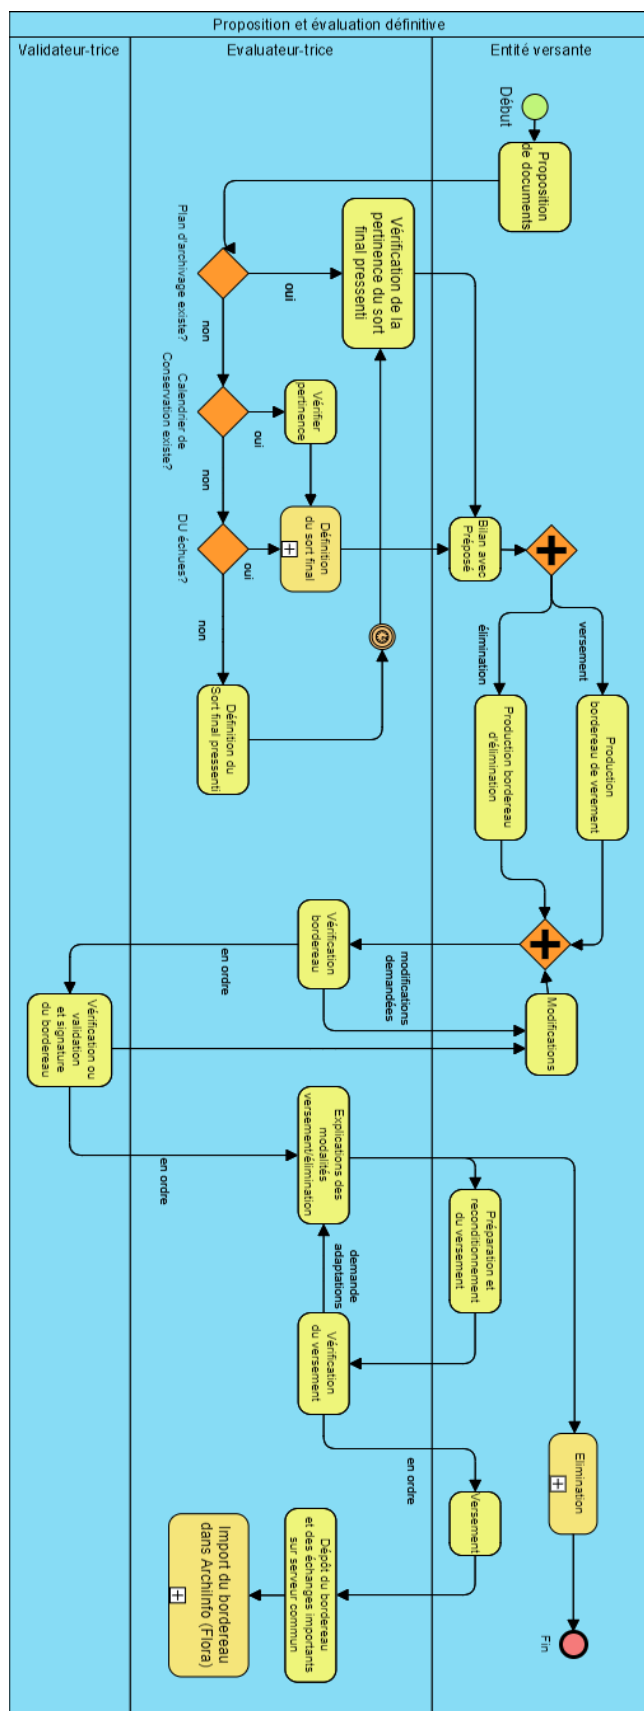 Proposition et évaluation définitive
Validateur-trice
Evaluateur-trice
Entité versante
Début
Proposition
de documents
Plan d'archivage existe?
oui
non
Vérification de la
pertinence du sort
final pressenti
Calendrier de
Conservation existe?
oui
non
Vérifier
pertinence
DU échues?
oui
non
Définition
du sort final
Définition du
Sort final pressenti
Bilan avec
Préposé
versement
élimination
Production
bordereau de verement
Production bordereau
d'élimination
Vérification
bordereau
modifications
demandées
Modifications
en ordre
Vérification ou
validation
et signature
du bordereau
en ordre
Explications des
modalités
versement/élimination
Préparation et
reconditionnement
du versement
demande
adaptations
Vérification
du versement
en ordre
Versement
Elimination
Fin
Dépôt du bordereau
et des échanges importants
sur serveur commun
Import du bordereau
dans ArchiInfo (Flora)